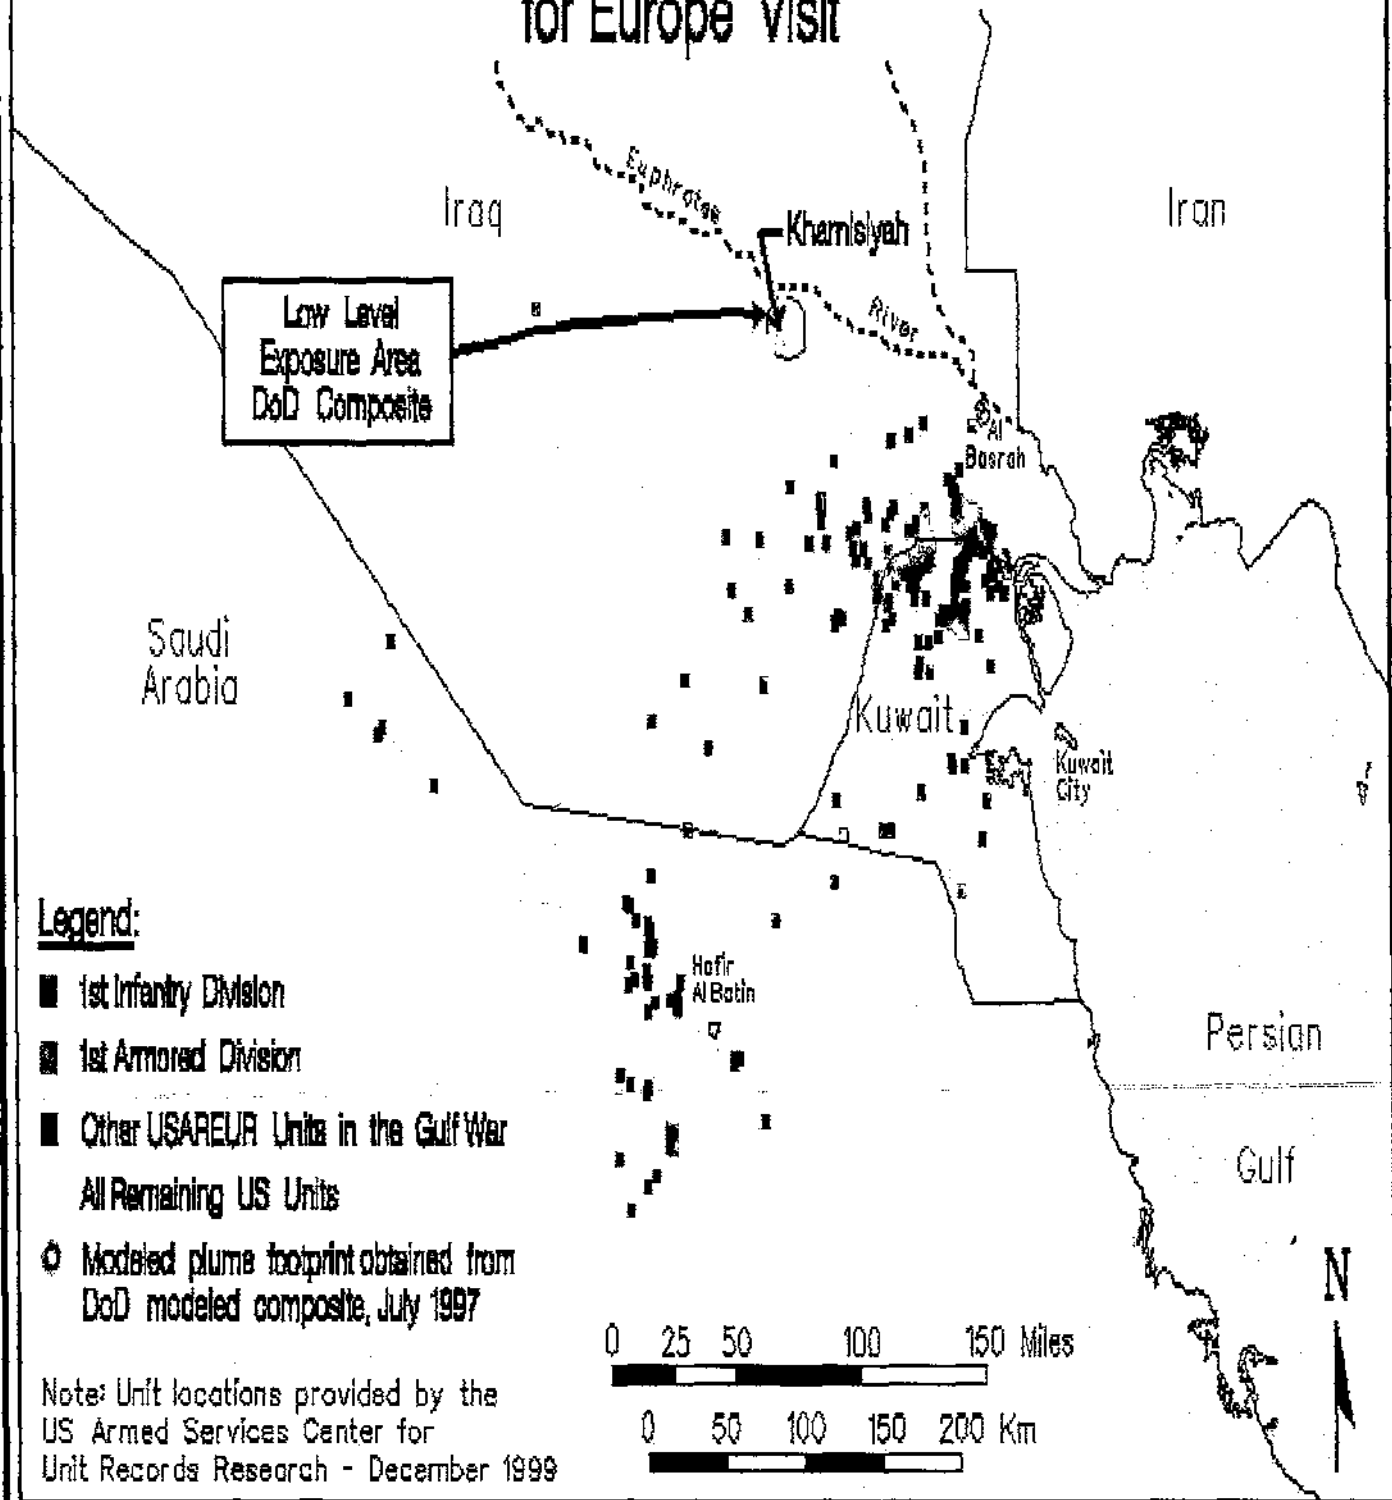 for Europe Visit
Euphrates
Iraq
Khamisiyah
Iran
Low Level
Exposure Area
DoD Composite
River
Al
Basrah
Saudi
Arabia
Kuwait
Kuwait
City
Legend:
Hafir
Al Batin
1st Infantry Division
1st Armored Division
Persian
Other USAREUR Units in the Gulf War
Gulf
All Remaining US Units
Modeled plume footprint obtained from
DoD modeled composite, July 1997
N
0 25 50 100 150 Miles
Note: Unit locations provided by the
US Armed Services Center for
Unit Records Research - December 1999
0 50 100 150 200 Km